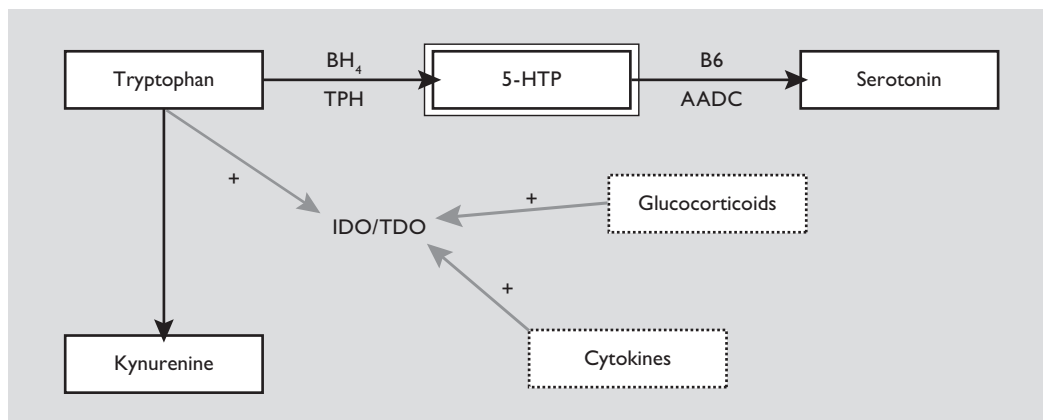 Tryptophan
BH₄
TPH
5-HTP
B6
AADC
Serotonin
+
+
Glucocorticoids
IDO/TDO
+
Cytokines
Kynurenine